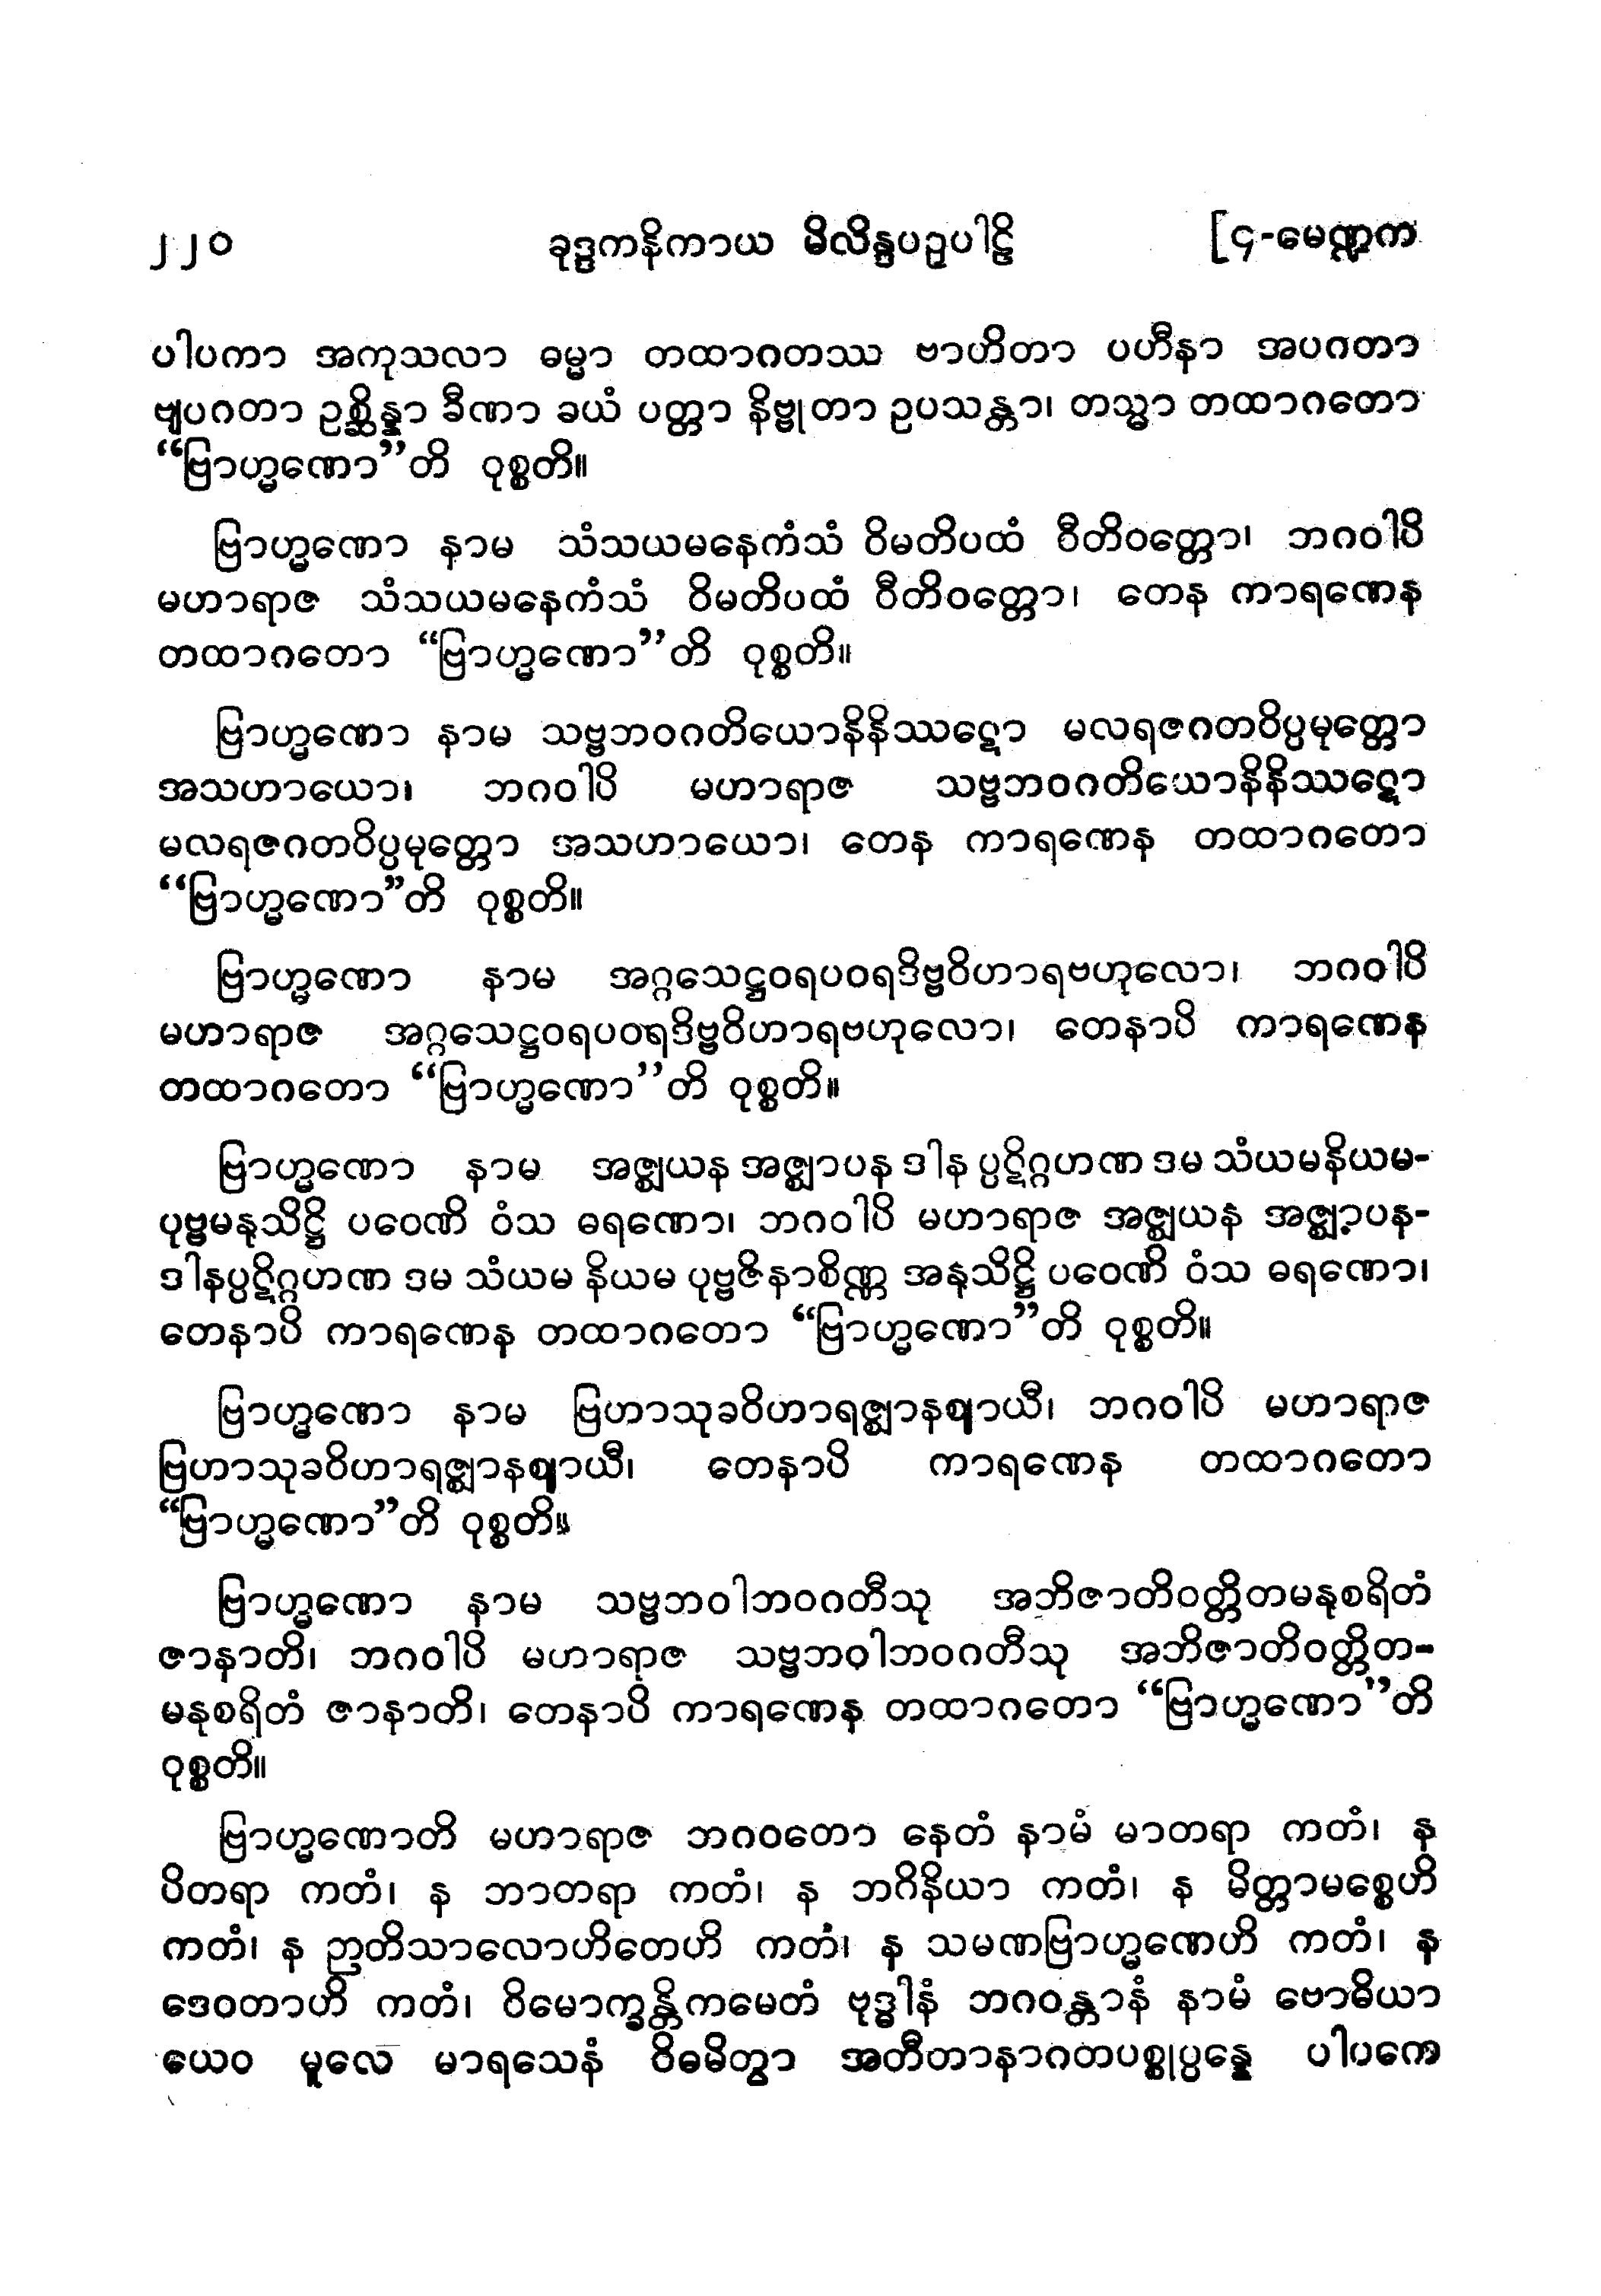 ၂၂၀ ခုဒ္ဒကနိကာယ မိလိန္ဒပဥှပါဠိ [၄-မေဏ္ဍက
ပါပကာ အကုသလာ ဓမ္မာ တထာဂတဿ ဗာဟိတာ ပဟီနာ အပဂတာ
ဗျပဂတာ ဥစ္ဆိန္နာ ခီဏာ ခယံ ပတ္တာ နိဗ္ဗုတာ ဥပသန္တာ၊ တသ္မာ တထာဂတော
“ဗြာဟ္မဏော”တိ ဝုစ္စတိ။
ဗြာဟ္မဏော နာမ သံသယမနေကံသံ ဝိမတိပထံ ဝီတိဝတ္တော၊ ဘဂဝါပိ
မဟာရာဇ သံသယမနေကံသံ ဝိမတိပထံ ဝီတိဝတ္တော၊ တေန ကာရဏေန
တထာဂတော “ဗြာဟ္မဏော”တိ ဝုစ္စတိ။
ဗြာဟ္မဏော နာမ သဗ္ဗဘဝဂတိယောနိနိဿဋော မလရဇဂတဝိပ္ပမုတ္တော
အသဟာယော၊ ဘဂဝါပိ မဟာရာဇ သဗ္ဗဘဝဂတိယောနိနိဿဋော
မလရဇဂတဝိပ္ပမုတ္တော အသဟာယော၊ တေန ကာရဏေန တထာဂတော
“ဗြာဟ္မဏော”တိ ဝုစ္စတိ။
ဗြာဟ္မဏော နာမ အဂ္ဂသေဋ္ဌဝရပဝရဒိဗ္ဗဝိဟာရဗဟုလော၊ ဘဂဝါပိ
မဟာရာဇ အဂ္ဂသေဋ္ဌဝရပဝရဒိဗ္ဗဝိဟာရဗဟုလော၊ တေနာပိ ကာရဏေန
တထာဂတော “ဗြာဟ္မဏော”တိ ဝုစ္စတိ။
ဗြာဟ္မဏော နာမ အဇ္ဈယန အဇ္ဈာပန ဒါန ပ္ပဋိဂ္ဂဟဏ ဒမ သံယမနိယမ-
ပုဗ္ဗမနုသိဋ္ဌိ ပဝေဏိ ဝံသ ဓရဏော၊ ဘဂဝါပိ မဟာရာဇ အဇ္ဈယန အဇ္ဈာပန-
ဒါနပ္ပဋိဂ္ဂဟဏ ဒမ သံယမ နိယမ ပုဗ္ဗဇိနာစိဏ္ဏ အနုသိဋ္ဌိ ပဝေဏိ ဝံသ ဓရဏော၊
တေနာပိ ကာရဏေန တထာဂတော “ဗြာဟ္မဏော”တိ ဝုစ္စတိ။
ဗြာဟ္မဏော နာမ ဗြဟာသုခဝိဟာရဇ္ဈာနဈာယီ၊ ဘဂဝါပိ မဟာရာဇ
ဗြဟာသုခဝိဟာရဇ္ဈာနဈာယီ၊ တေနာပိ ကာရဏေန တထာဂတော
“ဗြာဟ္မဏော”တိ ဝုစ္စတိ။
ဗြာဟ္မဏော နာမ သဗ္ဗဘဝါဘဝဂတီသု အဘိဇာတိဝတ္တိတမနုစရိတံ
ဇာနာတိ၊ ဘဂဝါပိ မဟာရာဇ သဗ္ဗဘဝါဘဝဂတီသု အဘိဇာတိဝတ္တိတ-
မနုစရိတံ ဇာနာတိ၊ တေနာပိ ကာရဏေန တထာဂတော “ဗြာဟ္မဏော”တိ
ဝုစ္စတိ။
ဗြာဟ္မဏောတိ မဟာရာဇ ဘဂဝတော နေတံ နာမံ မာတရာ ကတံ၊ န
ပိတရာ ကတံ၊ န ဘာတရာ ကတံ၊ န ဘဂိနိယာ ကတံ၊ န မိတ္တာမစ္စေဟိ
ကတံ၊ န ဉာတိသာလောဟိတေဟိ ကတံ၊ န သမဏဗြာဟ္မဏေဟိ ကတံ၊ န
ဒေဝတာဟိ ကတံ၊ ဝိမောက္ခန္တိကမေတံ ဗုဒ္ဓါနံ ဘဂဝန္တာနံ နာမံ ဗောဓိယာ
ယေဝ မူလေ မာရသေနံ ဝိဓမိတွာ အတီတာနာဂတပစ္စုပ္ပန္နေ ပါပကေ